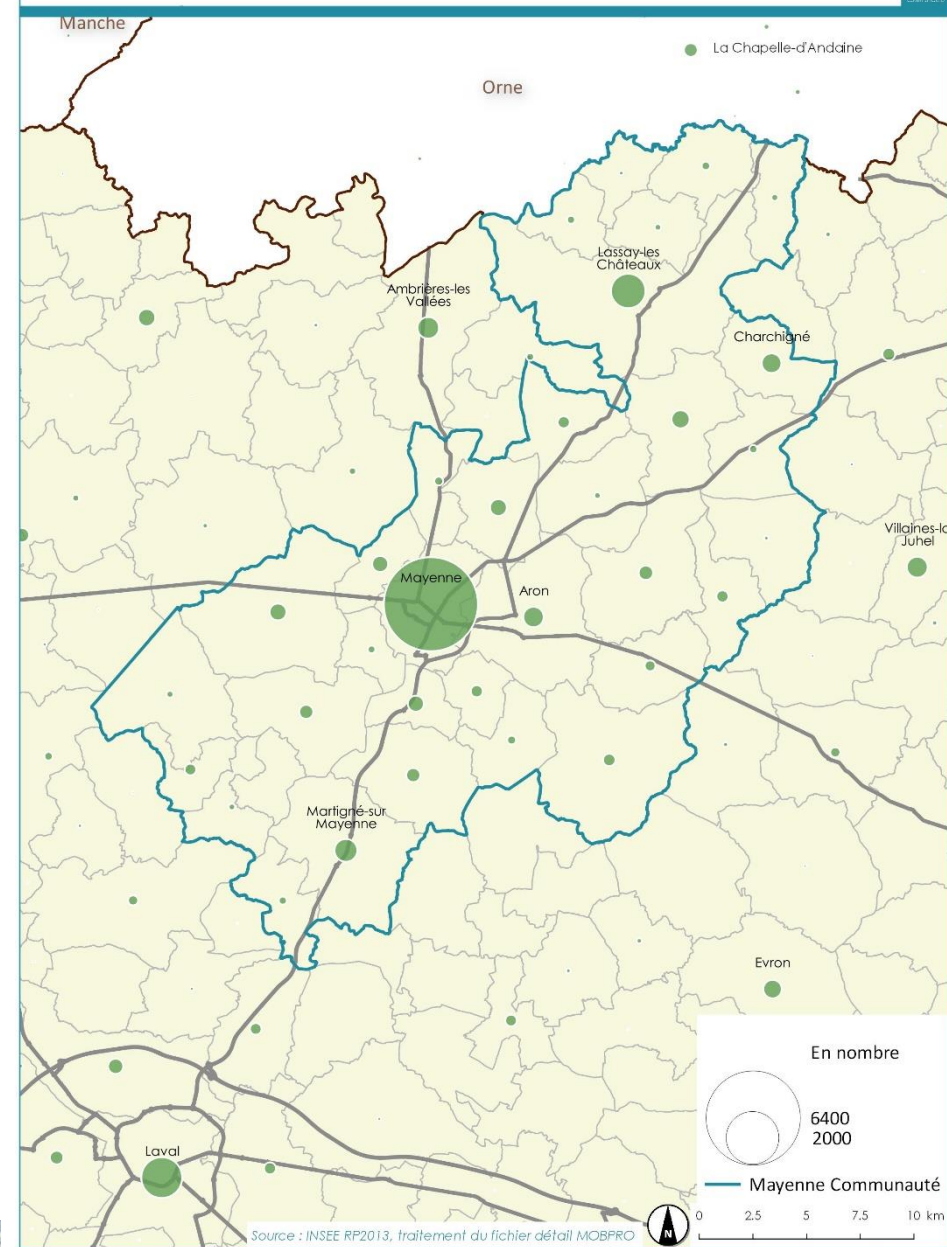 Manche
La Chapelle-d'Andaine
Orne
Lassay-les
Châteaux
Ambrières-les
Vallées
Charchigné
Villaines-la
Juhel
Mayenne
Aron
Martigné-sur
Mayenne
Evron
En nombre
6400
2000
Laval
Mayenne Communauté
0 2.5 5 7.5 10 km
N
Source : INSEE RP2013, traitement du fichier détail MOBPRO